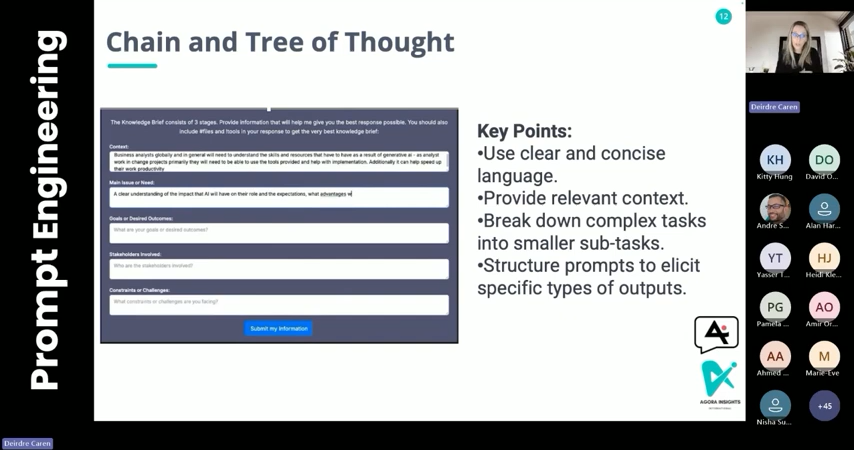 Prompt Engineering
12
Chain and Tree of Thought
The Knowledge Brief consists of 3 stages. Provide information that will help me give you the best response possible. You should also
include #files and /tools in your response to get the very best knowledge brief:
Context:
Business analysts globally and in general will need to understand the skills and resources that have to have as a result of generative ai - as analyst
work in change projects primarily they will need to be able to use the tools provided and help with implementation. Additionally it can help speed up
their work productivity
Main Issue or Need:
A clear understanding of the impact that AI will have on their role and the expectations, what advantages w
Goals or Desired Outcomes:
What are your goals or desired outcomes?
Stakeholders Involved:
Who are the stakeholders involved?
Constraints or Challenges:
What constraints or challenges are you facing?
Submit my Information
Key Points:
•Use clear and concise
language.
•Provide relevant context.
•Break down complex tasks
into smaller sub-tasks.
•Structure prompts to elicit
specific types of outputs.
AGORA INSIGHTS
INTERNATIONAL
Deirdre Caren
KH
Kitty Hung
DO
David O...
Andre S...
Alan Har...
YT
Yasser T...
HJ
Heidi Kle...
PG
Pamela ...
AO
Amir Or...
AA
Ahmed ...
M
Marie-Eve
Nisha Su...
+45
Deirdre Caren